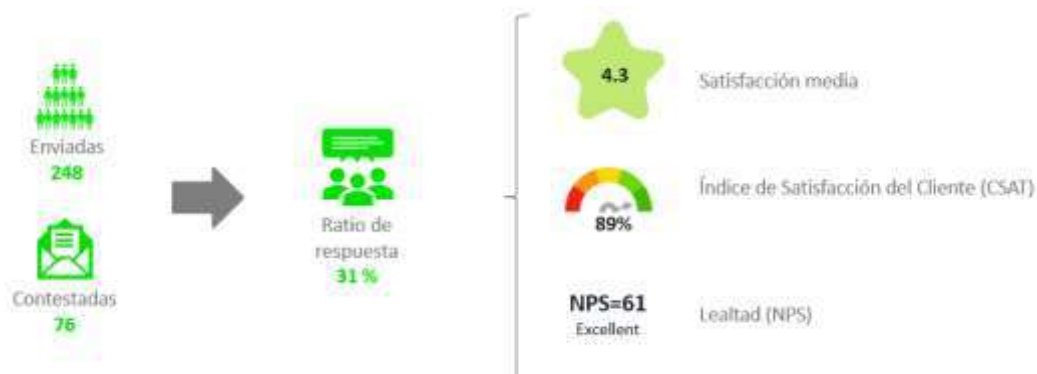 Enviadas
248
Contestadas
76
Ratio de
respuesta
31 %
4.3
Satisfacción media
89%
Índice de Satisfacción del Cliente (CSAT)
NPS=61
Excellent
Lealtad (NPS)